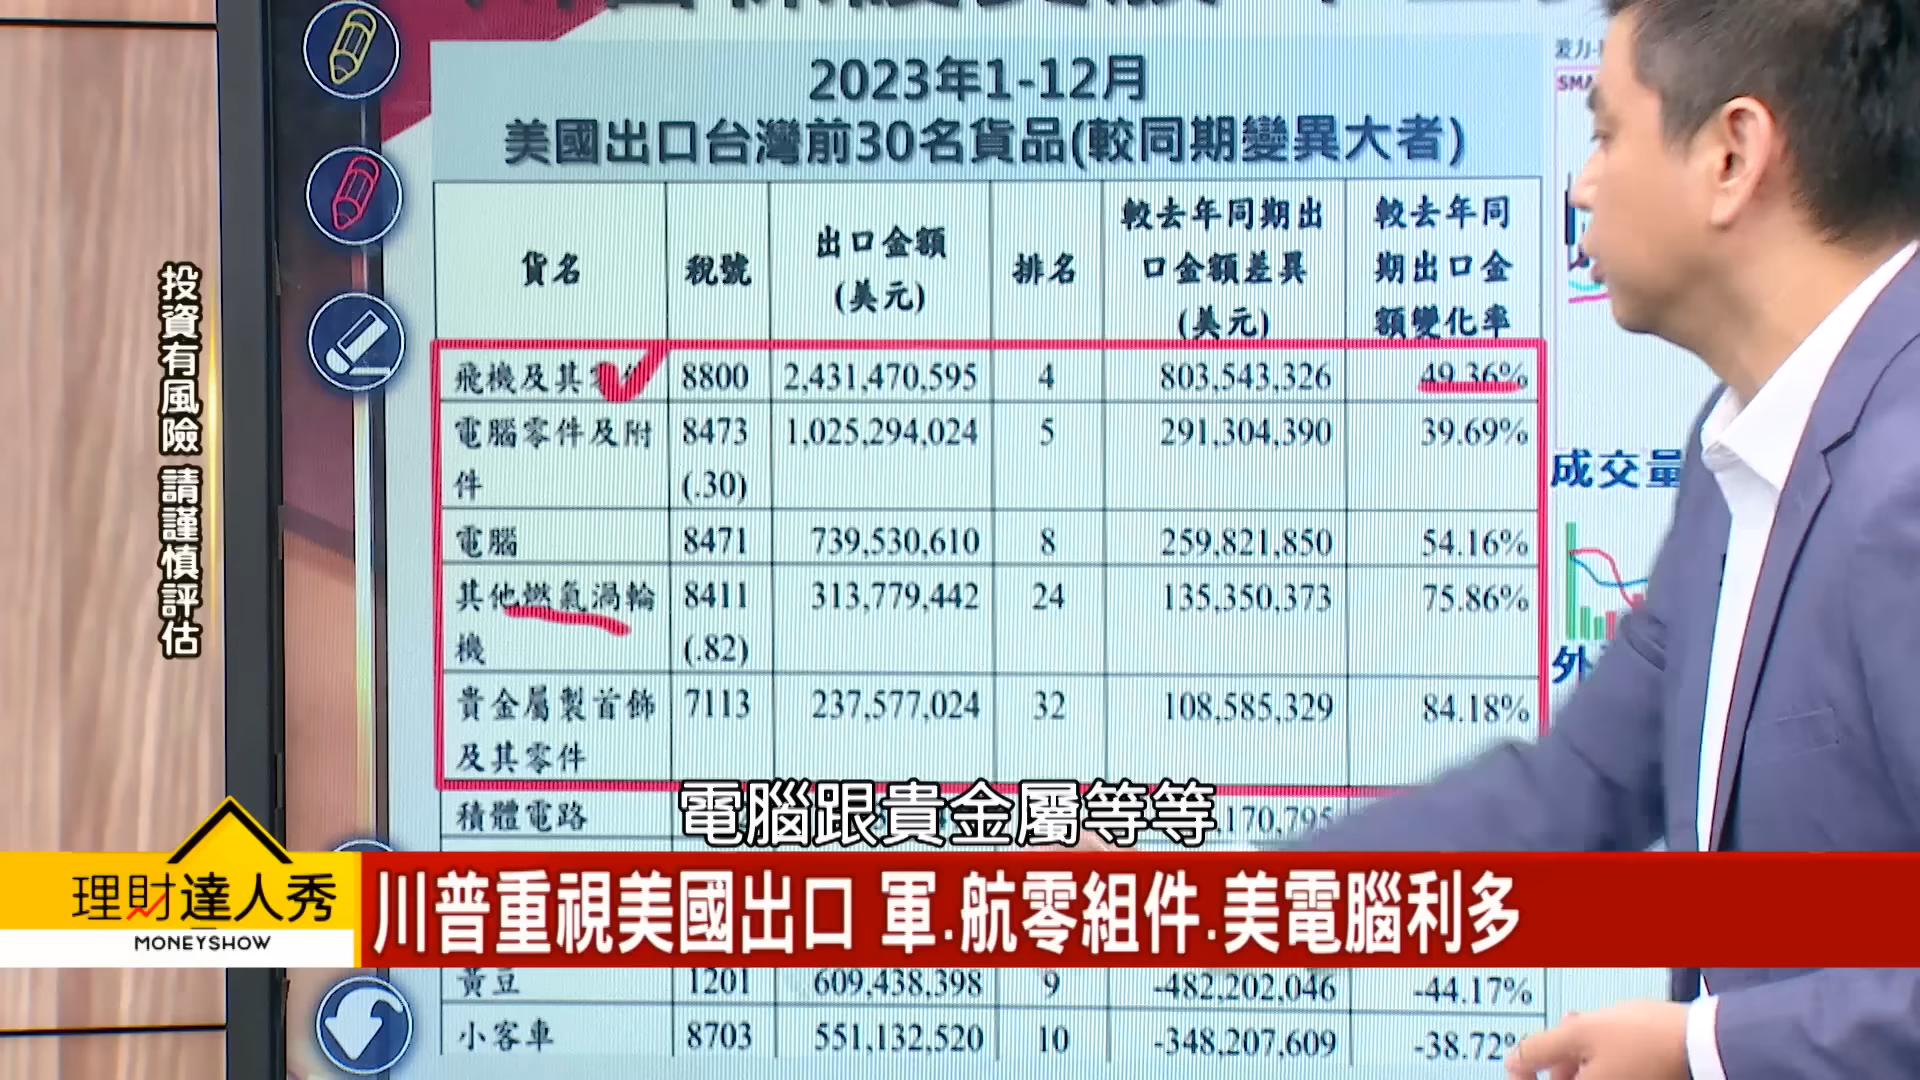 2023年1-12月
美國出口台灣前30名貨品(較同期變異大者)
貨名 稅號 出口金額(美元) 排名 較去年同期出口金額差異(美元) 較去年同期出口金額變化率
飛機及其零件 8800 2,431,470,595 4 803,543,326 49.36%
電腦零件及附件 8473(.30) 1,025,294,024 5 291,304,390 39.69%
電腦 8471 739,530,610 8 259,821,850 54.16%
其他燃氣渦輪機 8411(.82) 313,779,442 24 135,350,373 75.86%
貴金屬製首飾及其零件 7113 237,577,024 32 108,585,329 84.18%
積體電路 170,795
黃豆 1201 609,438,398 9 -482,202,046 -44.17%
小客車 8703 551,132,520 10 -348,207,609 -38.72%
SMA
成交量
外
投資有風險 請謹慎評估
電腦跟貴金屬等等
理財達人秀
MONEYSHOW
川普重視美國出口 軍.航零組件.美電腦利多